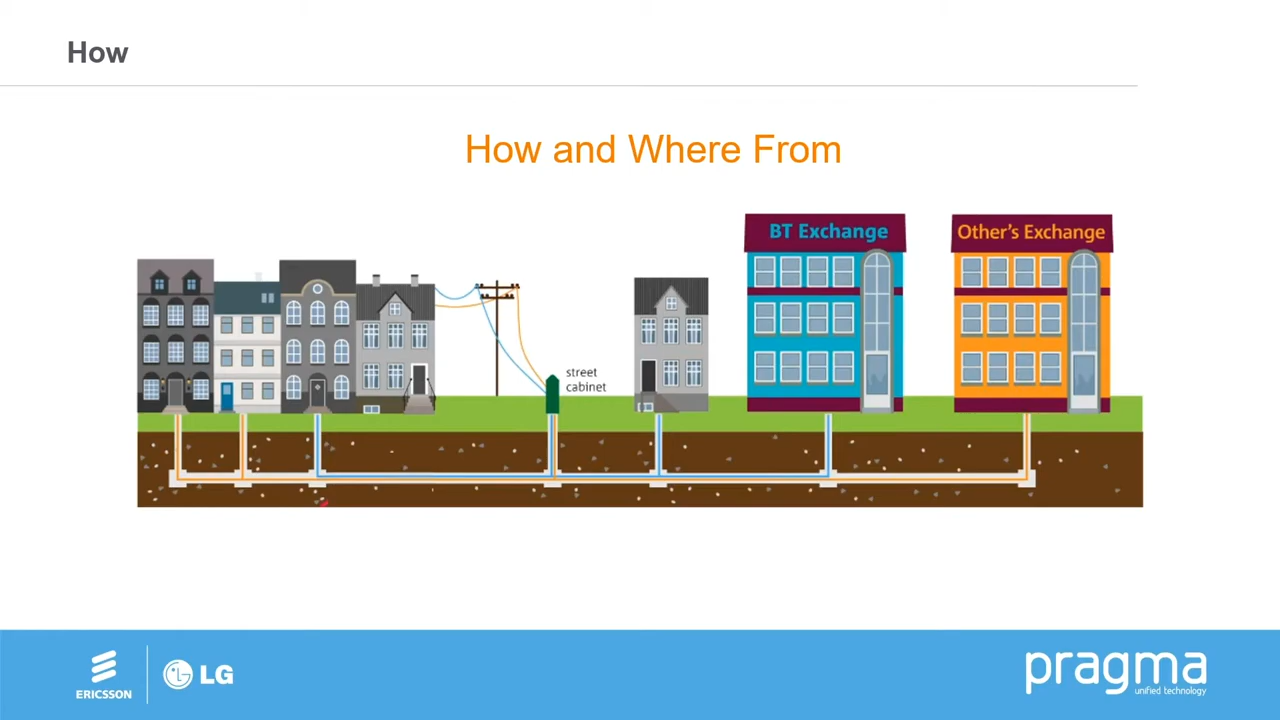 How
How and Where From
BT Exchange
Other's Exchange
street
cabinet
ERICSSON
LG
pragma
unified technology